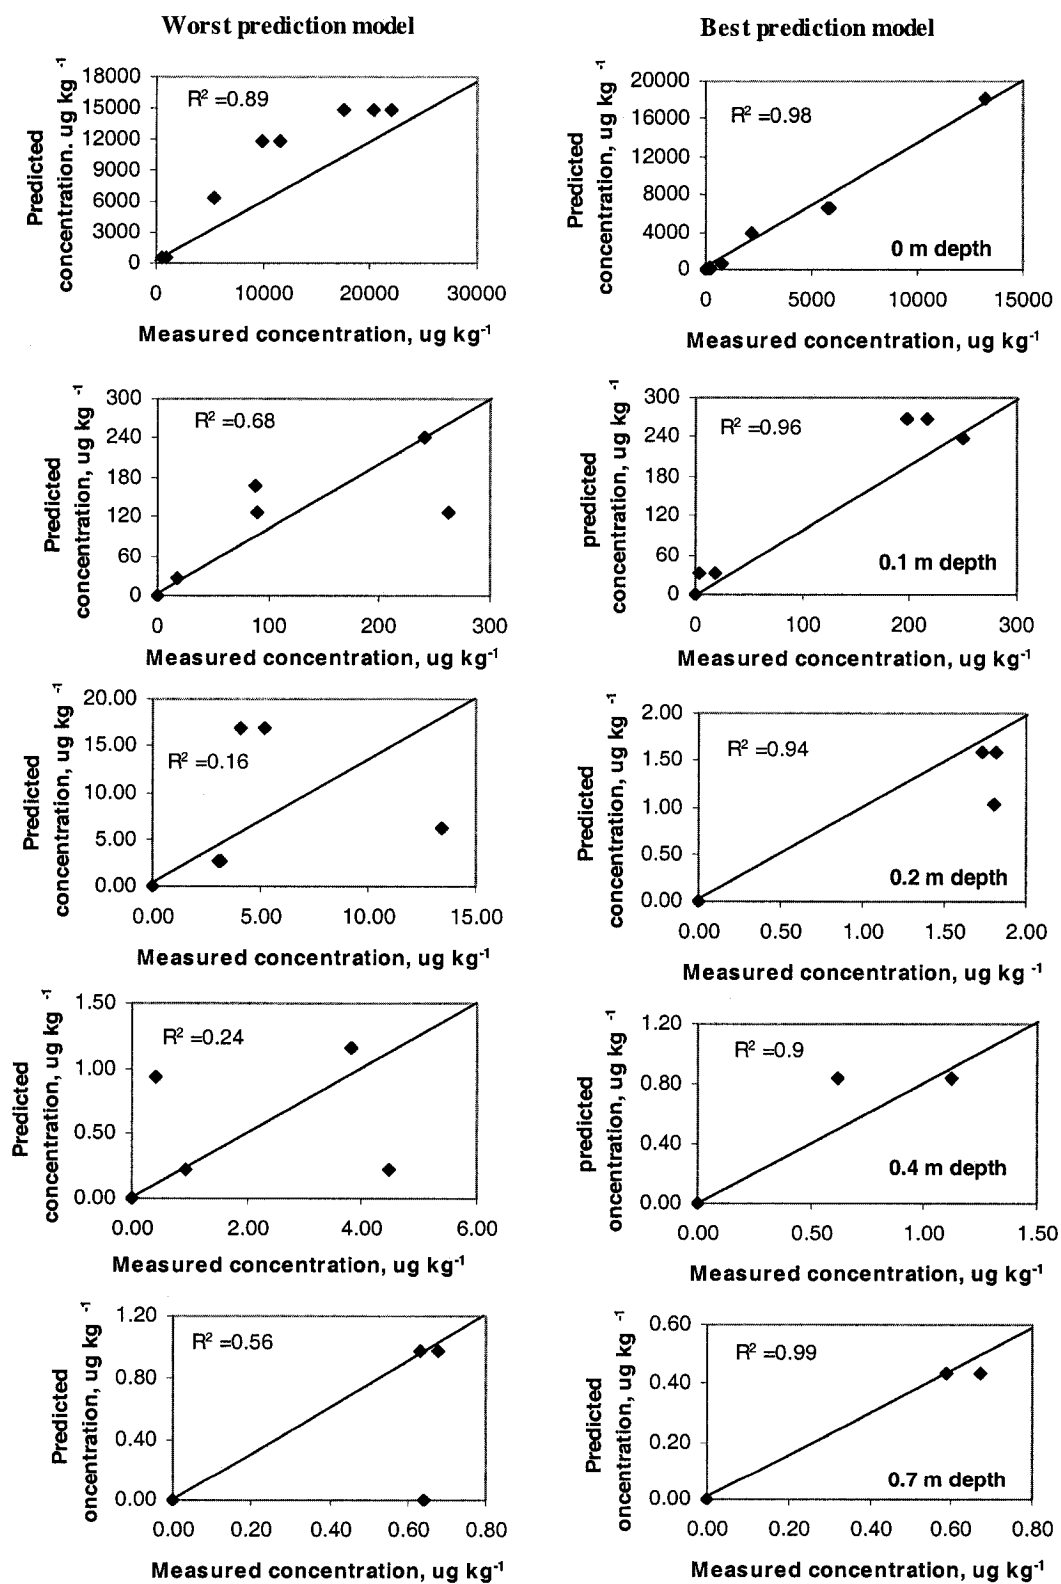 Worst prediction model
Best prediction model
Predicted
concentration. ug kg -1
18000
15000
12000
9000
6000
3000
0
R2 =0.89
0 10000 20000 30000
Measured concentration, ug kg-1
Predicted
concentration, ug kg -1
20000
16000
12000
8000
4000
0
R2 =0.98
0 m depth
0 5000 10000 15000
Measured concentration, ug kg-1
Predicted
concentration, ug kg -1
300
240
180
120
60
0
R2 =0.68
0 100 200 300
Measured concentration, ug kg-1
predicted
concentration, ug kg -1
300
240
180
120
60
0
R2 =0.96
0.1 m depth
0 100 200 300
Measured concentration, ug kg-1
Predicted
concentration, ug kg -1
20.00
15.00
10.00
5.00
0.00
R2 =0.16
0.00 5.00 10.00 15.00
Measured concentration, ug kg-1
Predicted
concentration, ug kg -1
2.00
1.50
1.00
0.50
0.00
R2 =0.94
0.2 m depth
0.00 0.50 1.00 1.50 2.00
Measured concentration, ug kg -1
Predicted
concentration, ug kg -1
1.50
1.00
0.50
0.00
R2 =0.24
0.00 2.00 4.00 6.00
Measured concentration, ug kg-1
predicted
oncentration, ug kg -1
1.20
0.80
0.40
0.00
R2 =0.9
0.4 m depth
0.00 0.50 1.00 1.50
Measured concentration, ug kg-1
Predicted
oncentration, ug kg -1
1.20
0.80
0.40
0.00
R2 =0.56
0.00 0.20 0.40 0.60 0.80
Measured concentration, ug kg-1
Predicted
oncentration, ug kg -1
0.60
0.40
0.20
0.00
R2 =0.99
0.7 m depth
0.00 0.20 0.40 0.60 0.80
Measured concentration, ug kg-1